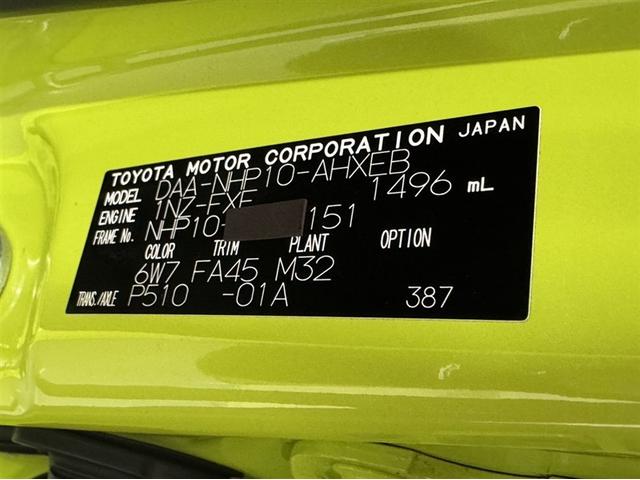 TOYOTA MOTOR CORPORATION JAPAN
MODEL DAA-NHP10-AHXEB
ENGINE 1NZ-FXE 1496 mL
FRAME No. NHP10- 151
COLOR TRIM PLANT OPTION
6W7 FA45 M32
TRANS./AXLE P510 -01A 387